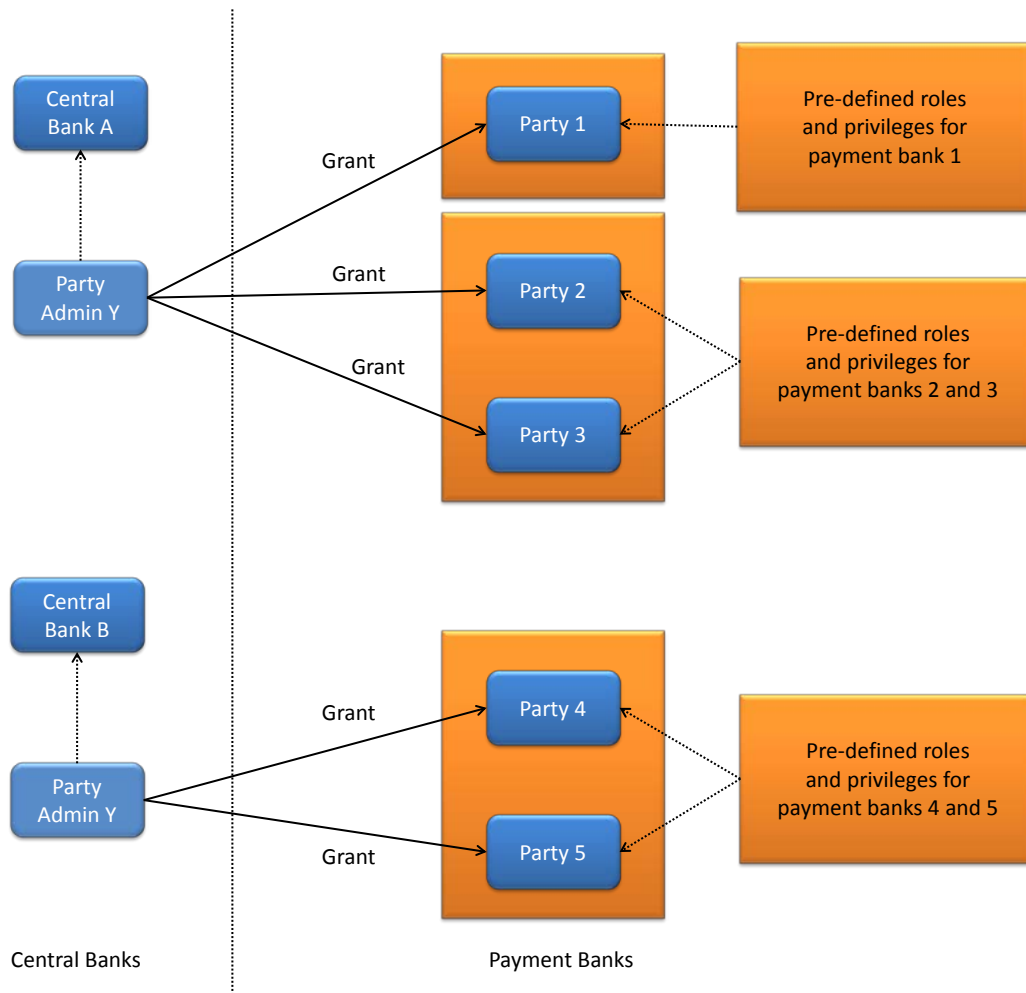 Central
Bank A
Party 1
Pre-defined roles
and privileges for
payment bank 1
Grant
Party
Admin Y
Grant
Party 2
Grant
Party 3
Pre-defined roles
and privileges for
payment banks 2 and 3
Central
Bank B
Party
Admin Y
Grant
Party 4
Grant
Party 5
Pre-defined roles
and privileges for
payment banks 4 and 5
Central Banks
Payment Banks